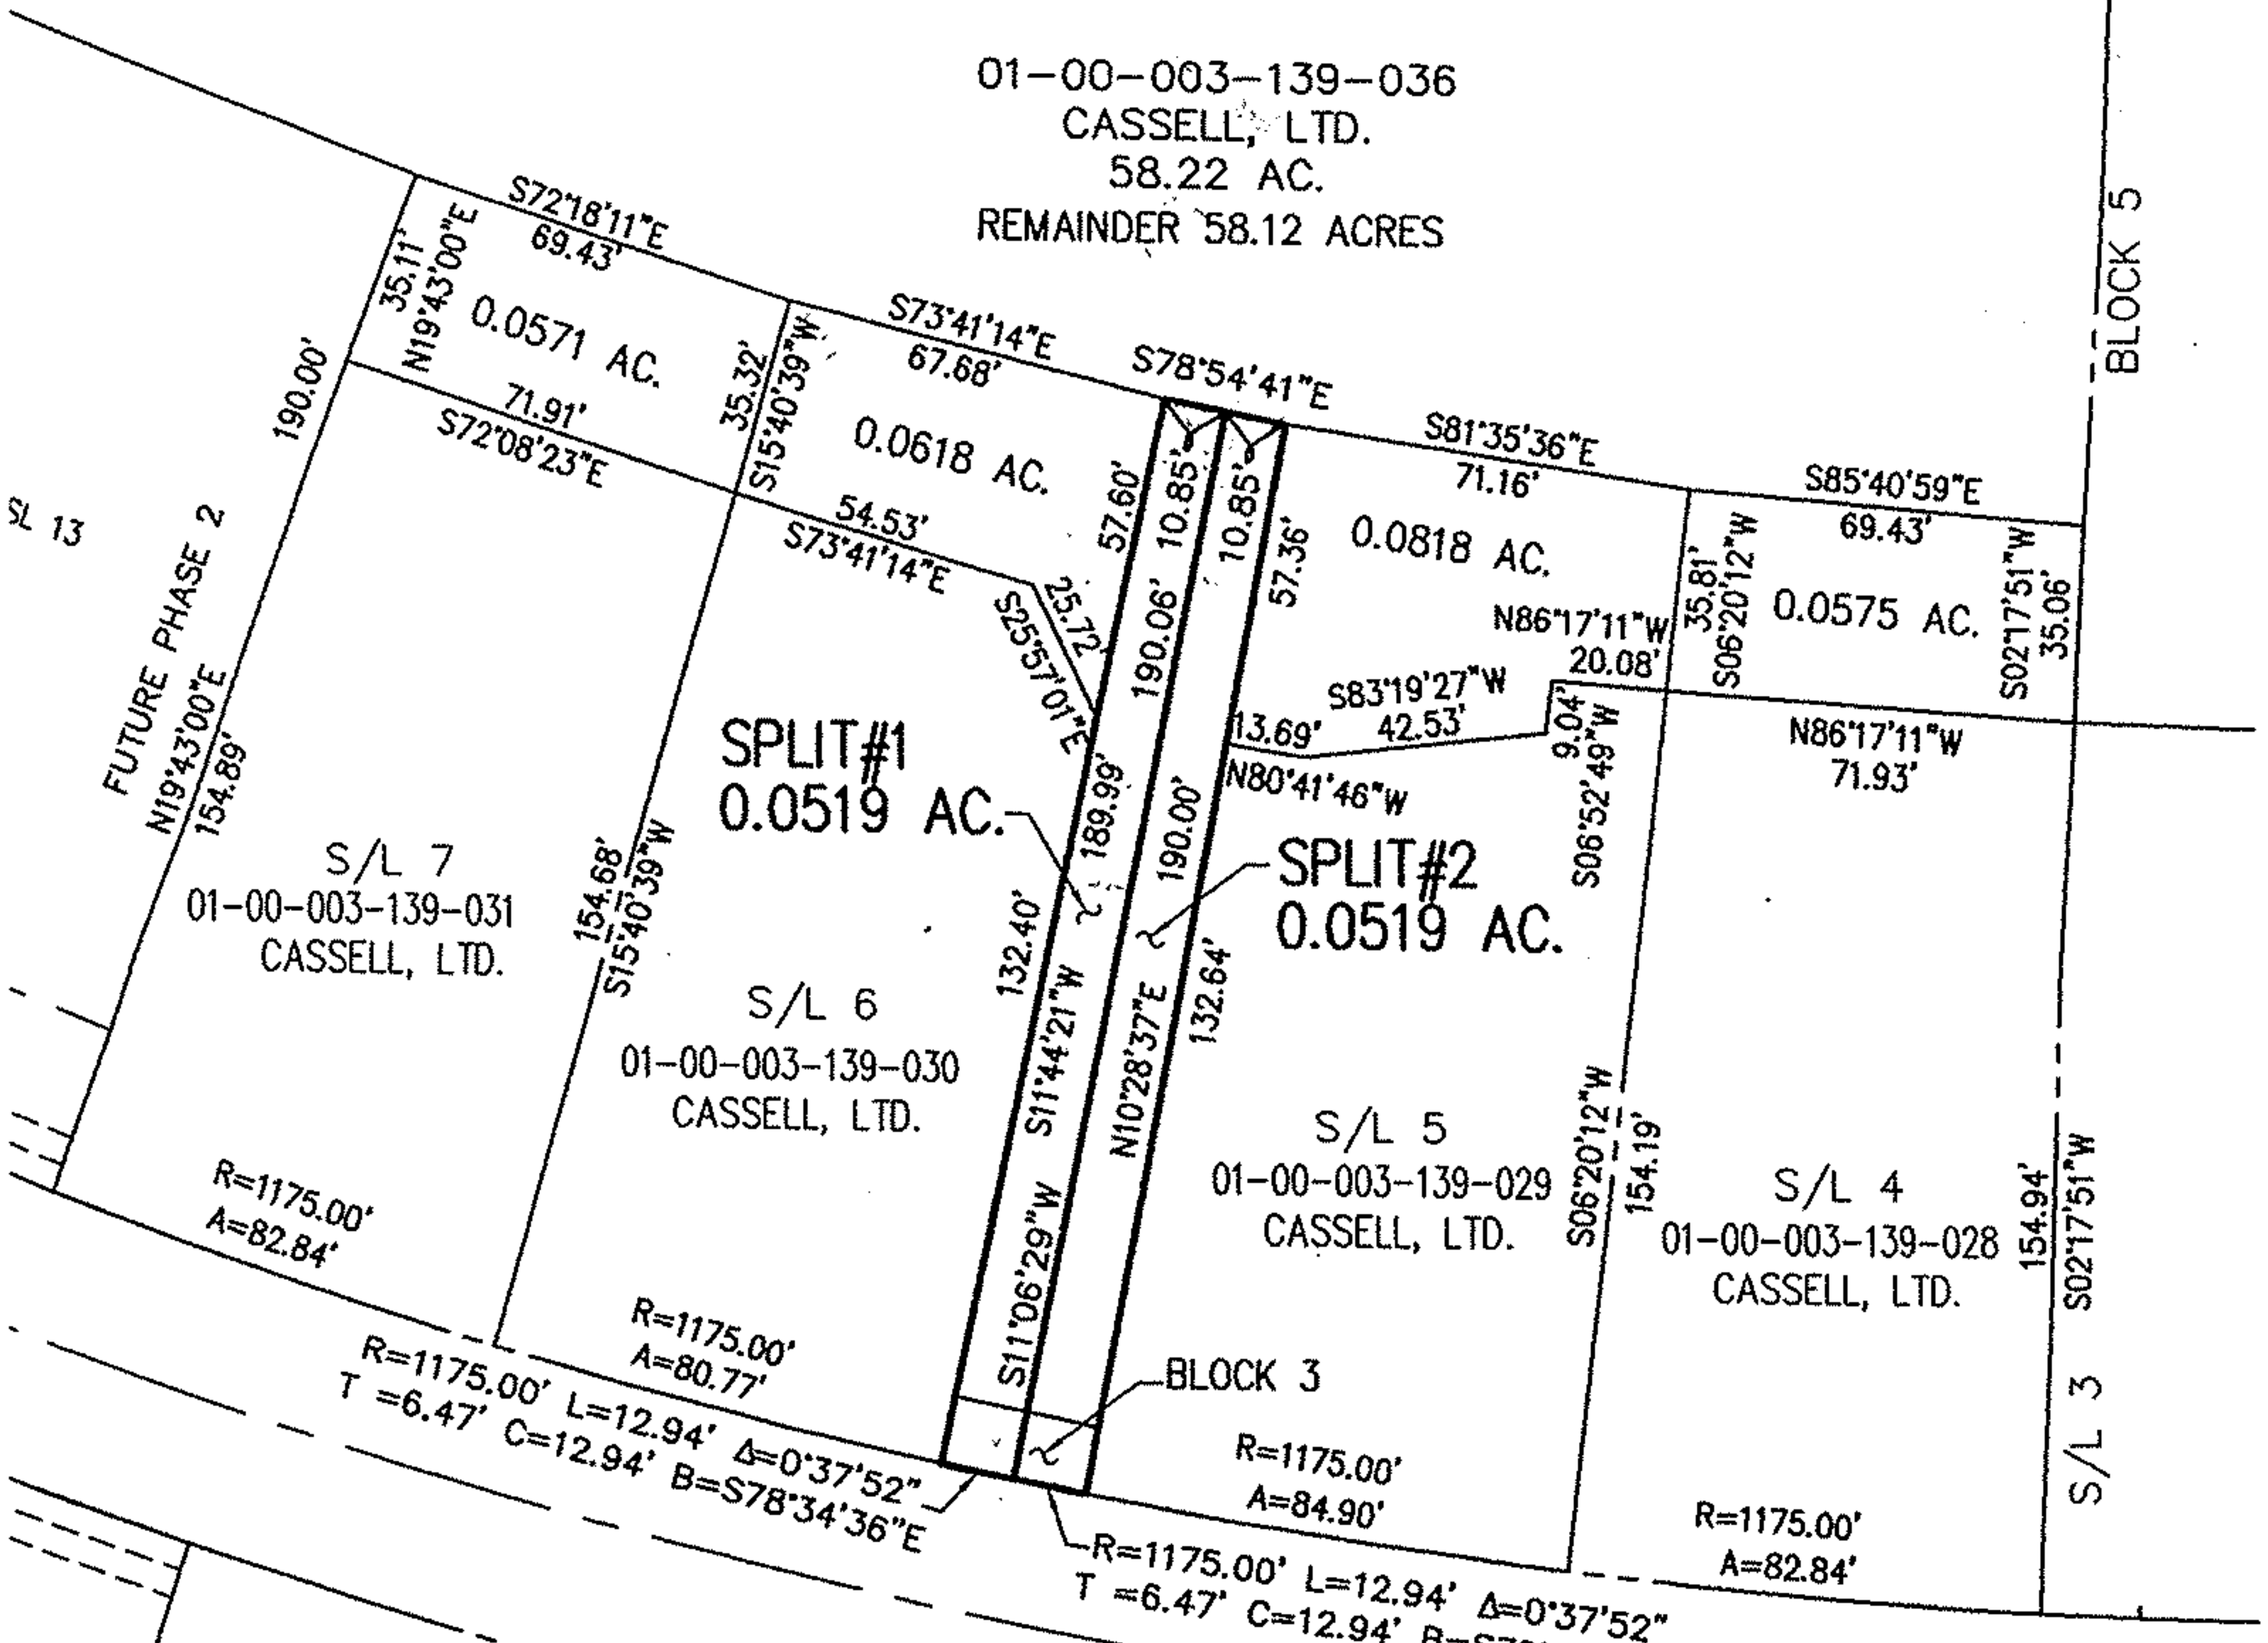 01-00-003-139-036
CASSELL, LTD.
58.22 AC.
REMAINDER 58.12 ACRES
BLOCK 5
S72°18'11"E
69.43'
35.11'
N19°43'00"E
0.0571 AC.
190.00'
71.91'
S72°08'23"E
35.32'
S15°40'39"W
S73°41'14"E
67.68'
0.0618 AC.
54.53'
S73°41'14"E
25.72'
S25°57'01"E
S78°54'41"E
57.60'
10.85'
10.85'
57.36'
190.06'
S81°35'36"E
71.16'
0.0818 AC.
S85°40'59"E
69.43'
35.81'
S06°20'12"W
0.0575 AC.
S02°17'51"W
35.06'
N86°17'11"W
20.08'
S83°19'27"W
42.53'
13.69'
N80°41'46"W
9.04'
S06°52'49"W
N86°17'11"W
71.93'
SL 13
FUTURE PHASE 2
N19°43'00"E
154.89'
SPLIT#1
0.0519 AC.
189.99'
190.00'
SPLIT#2
0.0519 AC.
S/L 7
01-00-003-139-031
CASSELL, LTD.
154.68'
S15°40'39"W
S/L 6
01-00-003-139-030
CASSELL, LTD.
132.40'
S11°44'21"W
S11°06'29"W
N10°28'37"E
132.64'
S/L 5
01-00-003-139-029
CASSELL, LTD.
S06°20'12"W
154.19'
S/L 4
01-00-003-139-028
CASSELL, LTD.
154.94'
S02°17'51"W
S/L 3
BLOCK 3
R=1175.00'
A=82.84'
R=1175.00'
A=80.77'
R=1175.00' L=12.94' Δ=0°37'52"
T =6.47' C=12.94' B=S78°34'36"E
R=1175.00'
A=84.90'
R=1175.00'
A=82.84'
R=1175.00' L=12.94' Δ=0°37'52"
T =6.47' C=12.94'